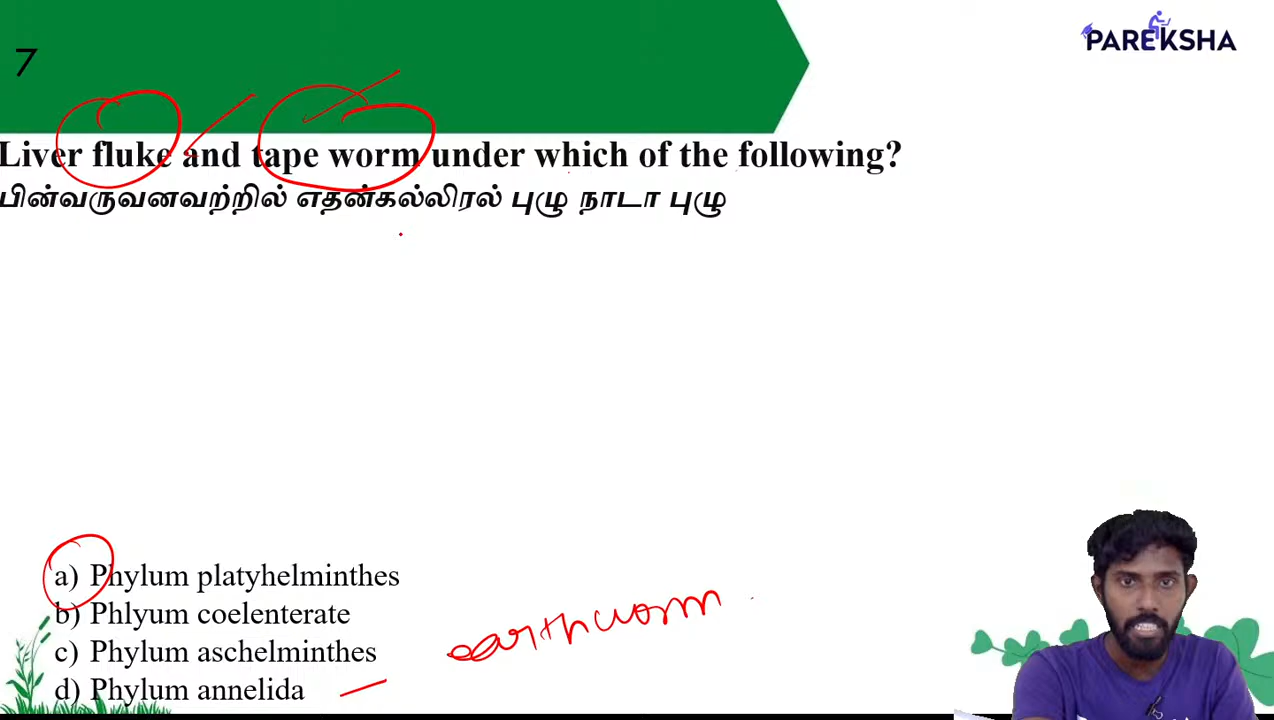 PAREKSHA
7
Liver fluke and tape worm under which of the following?
பின்வருவனவற்றில் எதன்கல்லிரல் புழு நாடா புழு
a) Phylum platyhelminthes
b) Phlyum coelenterate
c) Phylum aschelminthes
earthworm
d) Phylum annelida